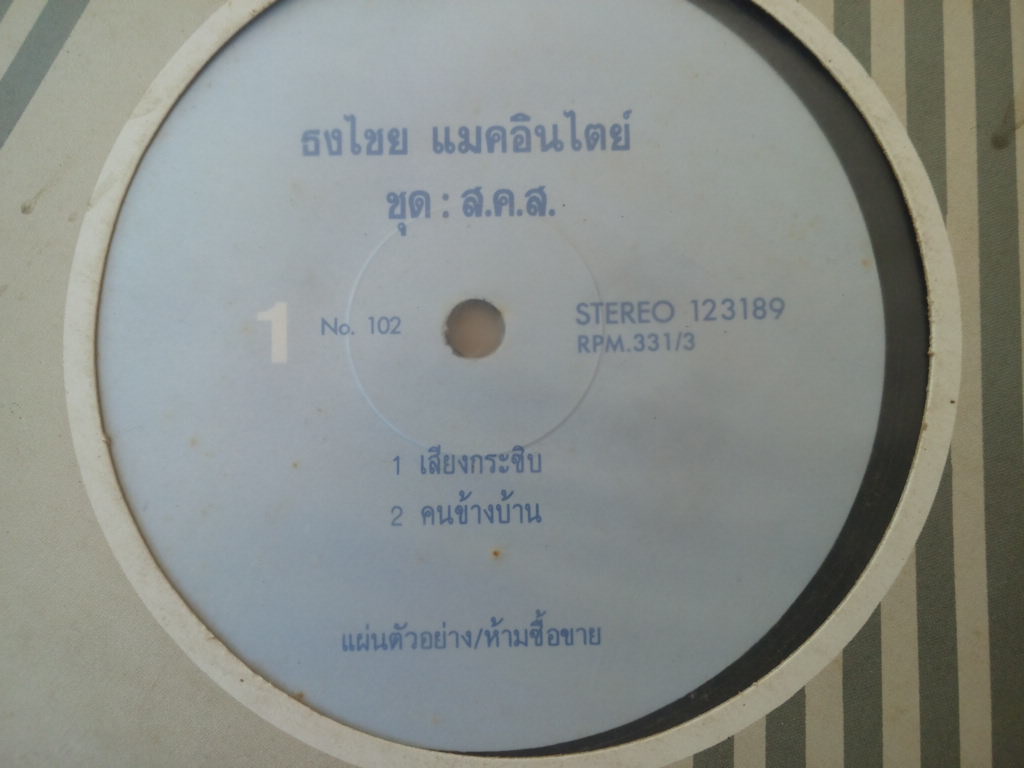 ธงไชย แมคอินไตย์
ชุด : ส.ค.ส.
1
No. 102
STEREO 123189
RPM.331/3
1 เสียงกระซิบ
2 คนข้างบ้าน
แผ่นตัวอย่าง/ห้ามซื้อขาย